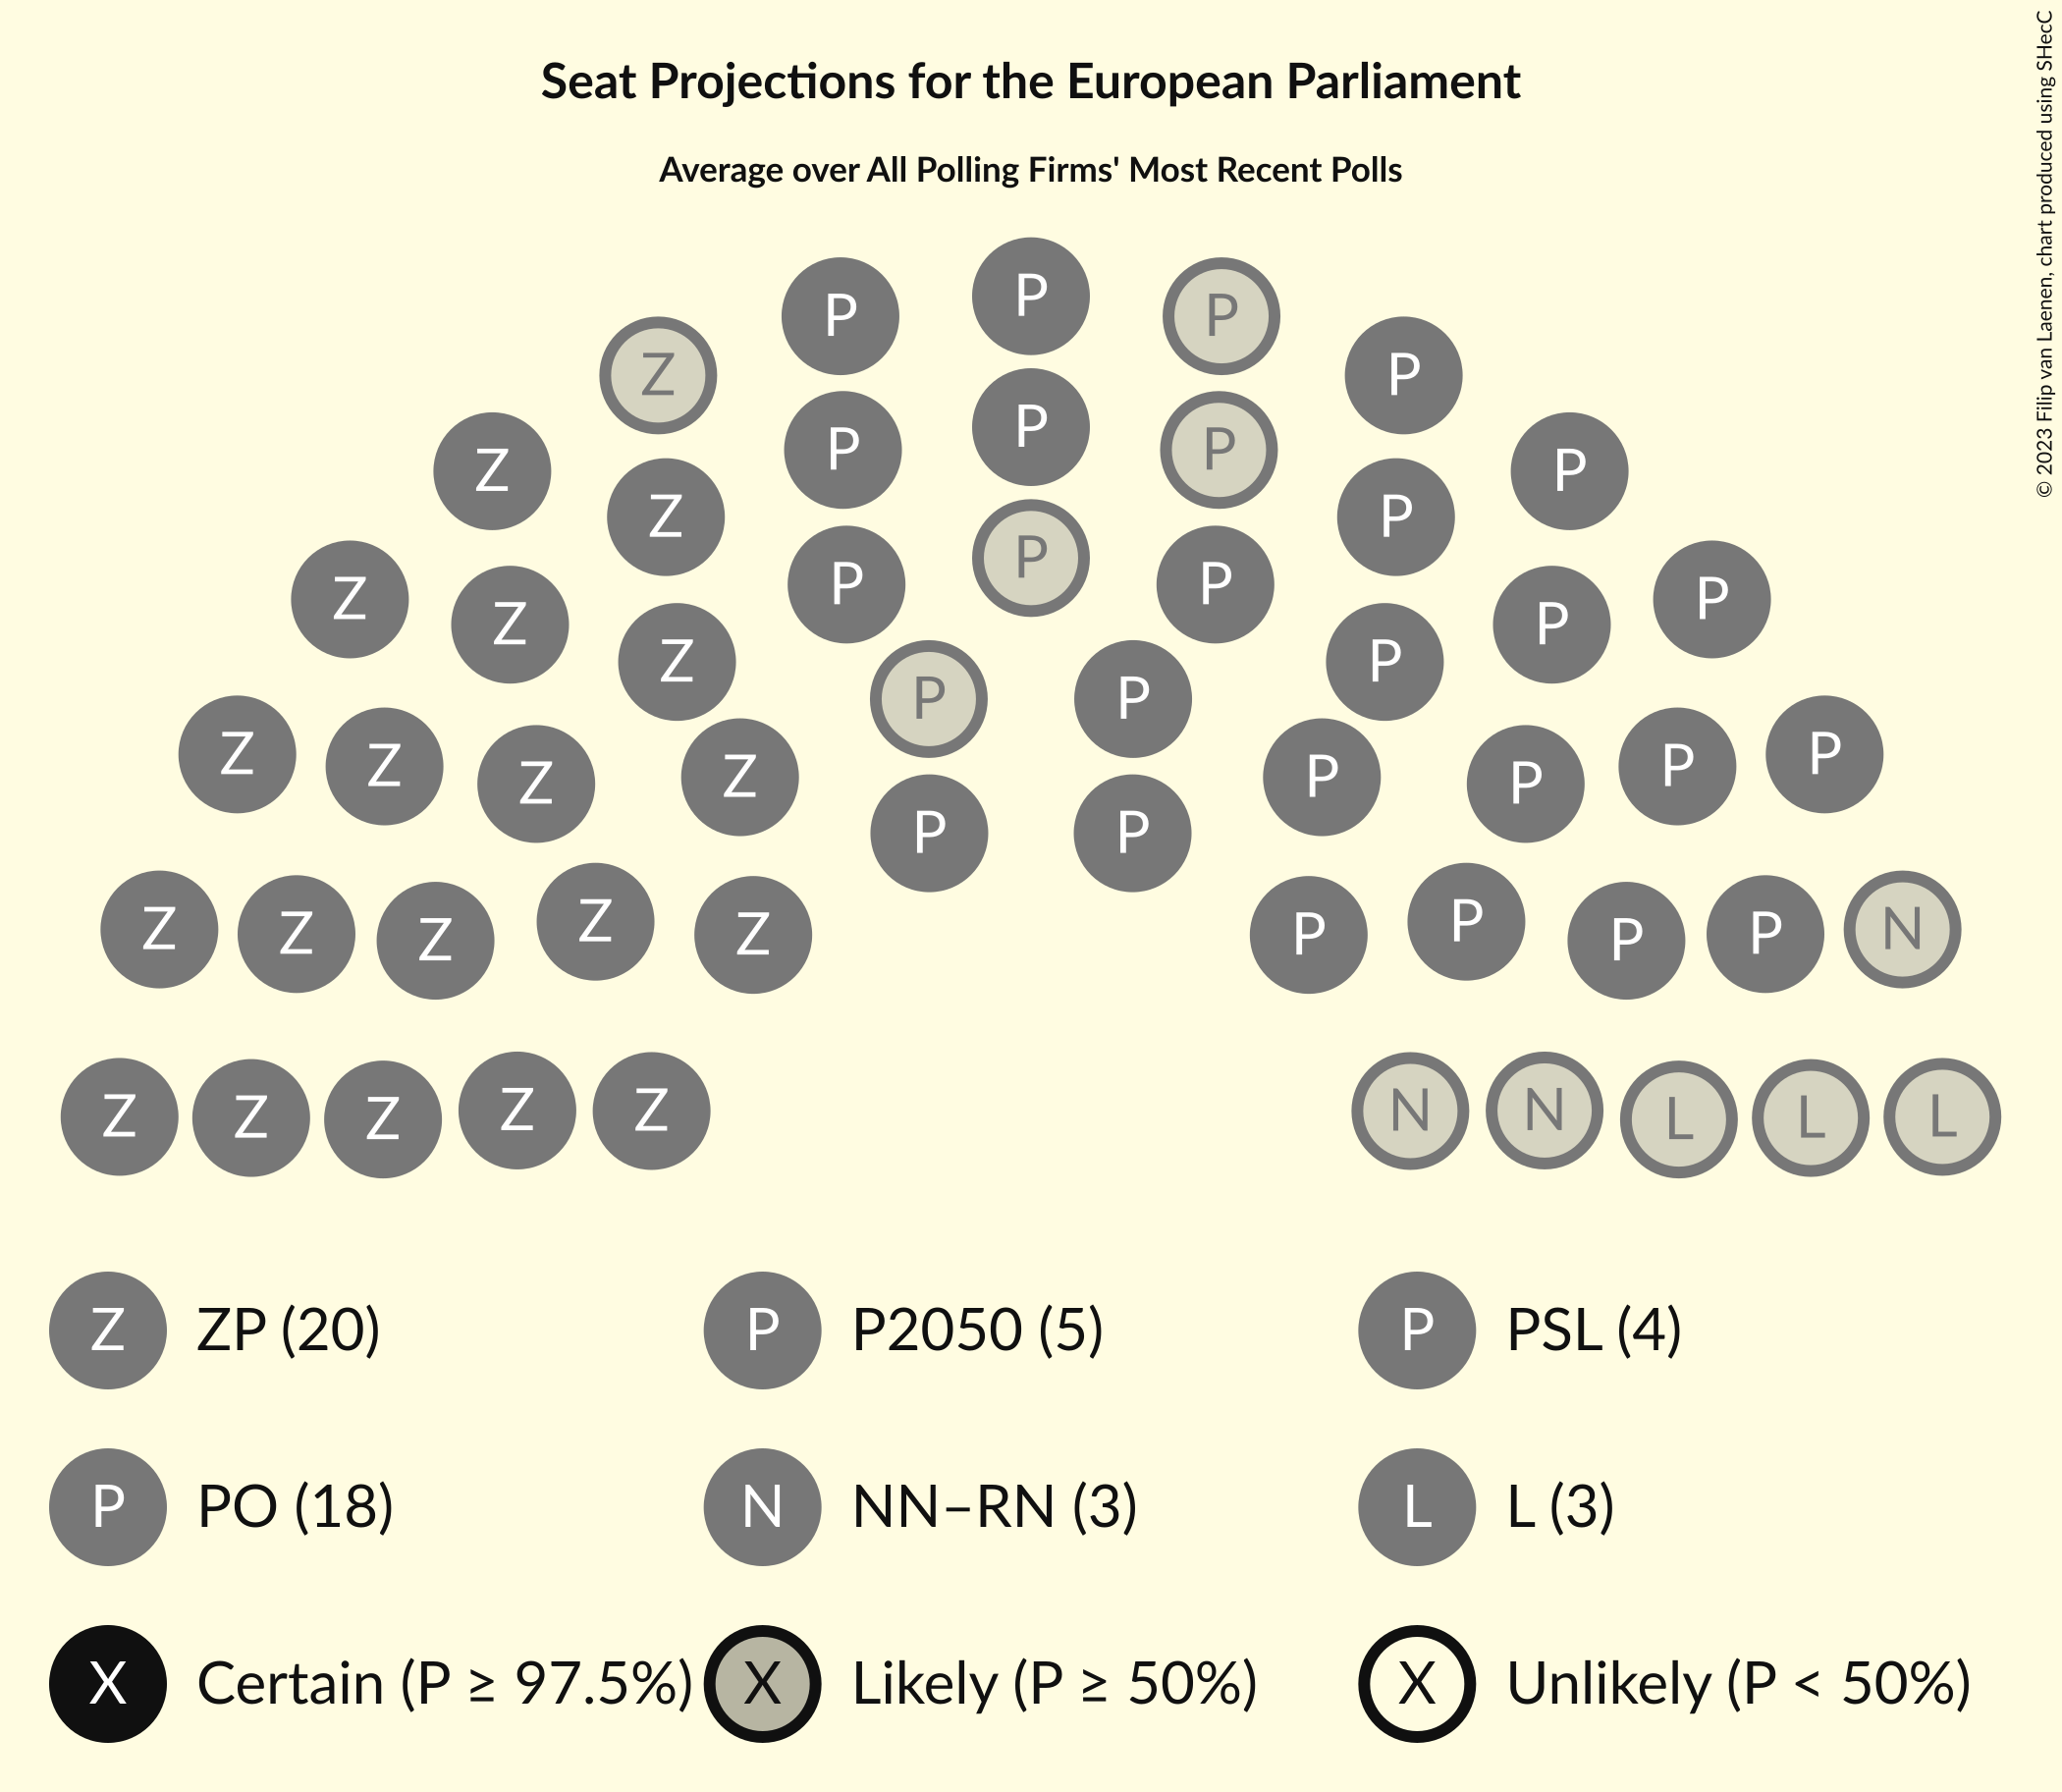 Seat Projections for the European Parliament
Average over All Polling Firms' Most Recent Polls
© 2023 Filip van Laenen, chart produced using SHecC
P
P P
Z P
P P
P P
Z P
P
Z P
P P
Z P
Z P
Z P
P P
Z P
Z P
Z P
Z P
P P
Z P
Z P
Z P
Z P
Z N
Z Z Z Z Z N N L L L
Z ZP (20) P P2050 (5) P PSL (4)
P PO (18) N NN–RN (3) L L (3)
X Certain (P ≥ 97.5%) X Likely (P ≥ 50%) X Unlikely (P < 50%)